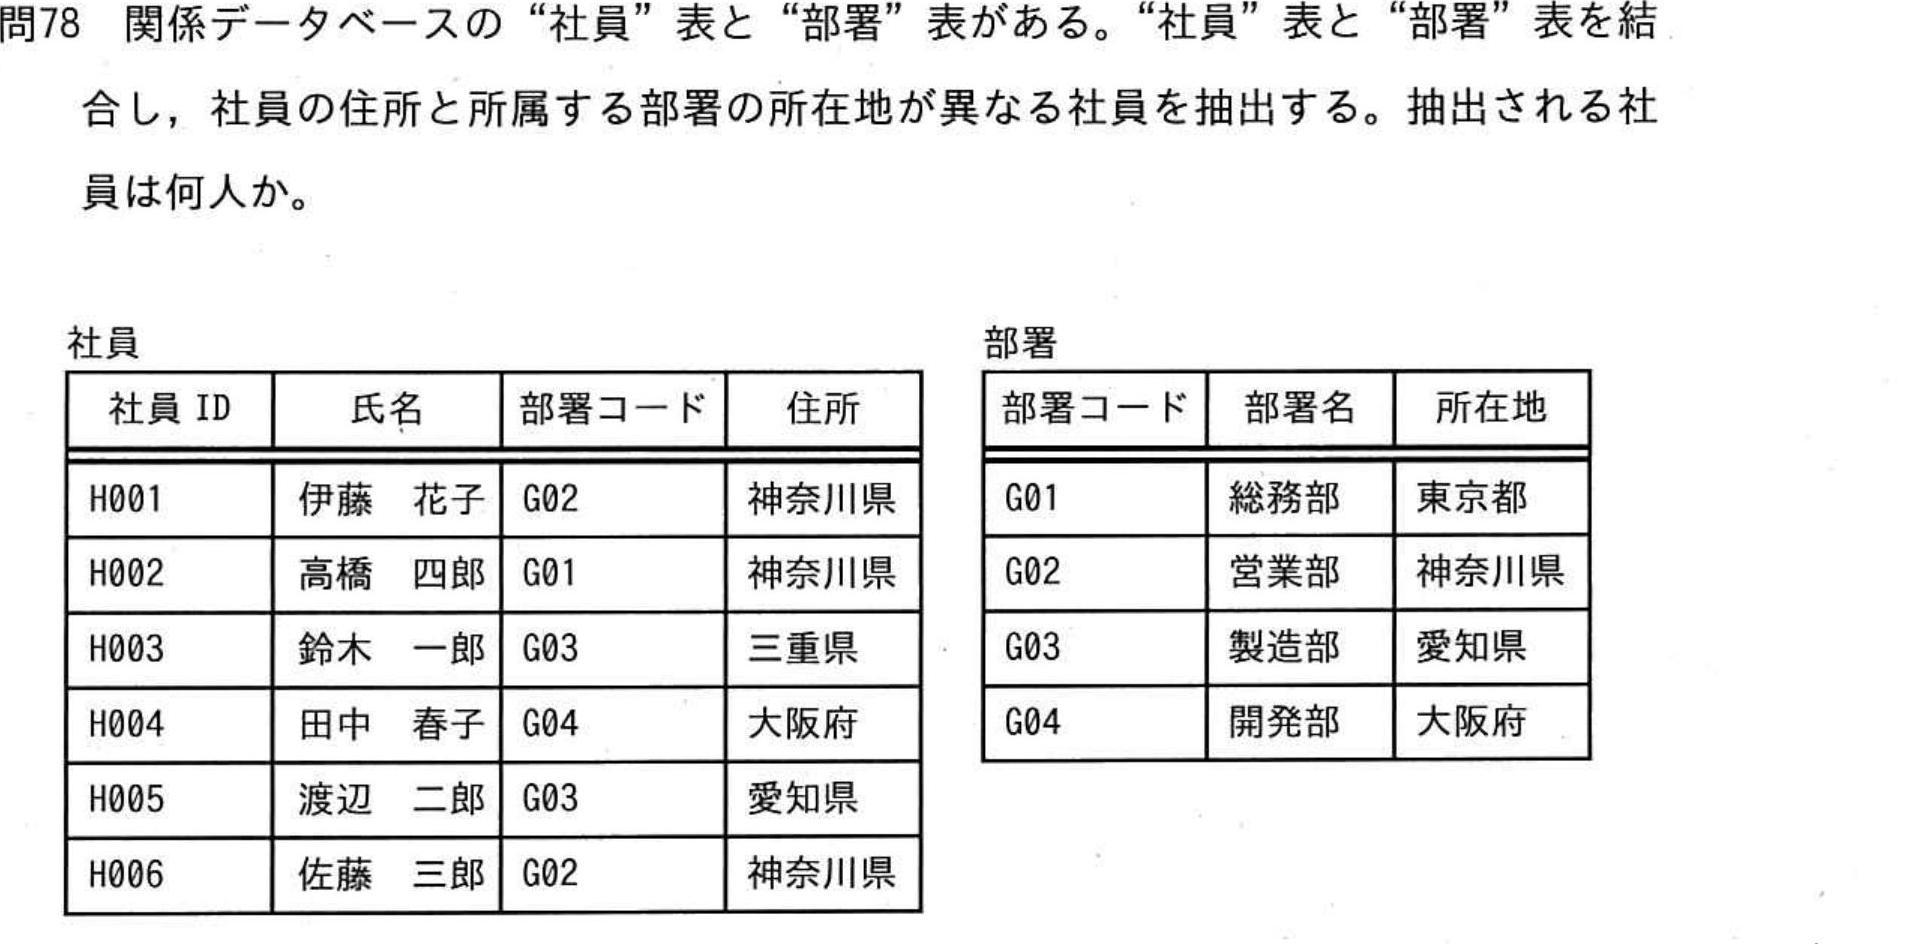 問78 関係データベースの“社員”表と“部署”表がある。“社員”表と“部署”表を結
合し，社員の住所と所属する部署の所在地が異なる社員を抽出する。抽出される社
員は何人か。
社員
社員 ID 氏名 部署コード 住所
H001 伊藤 花子 G02 神奈川県
H002 高橋 四郎 G01 神奈川県
H003 鈴木 一郎 G03 三重県
H004 田中 春子 G04 大阪府
H005 渡辺 二郎 G03 愛知県
H006 佐藤 三郎 G02 神奈川県
部署
部署コード 部署名 所在地
G01 総務部 東京都
G02 営業部 神奈川県
G03 製造部 愛知県
G04 開発部 大阪府